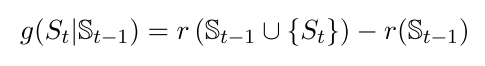 g(S_t|𝕊_{t−1}) = r (𝕊_{t−1} ∪ {S_t}) − r(𝕊_{t−1})